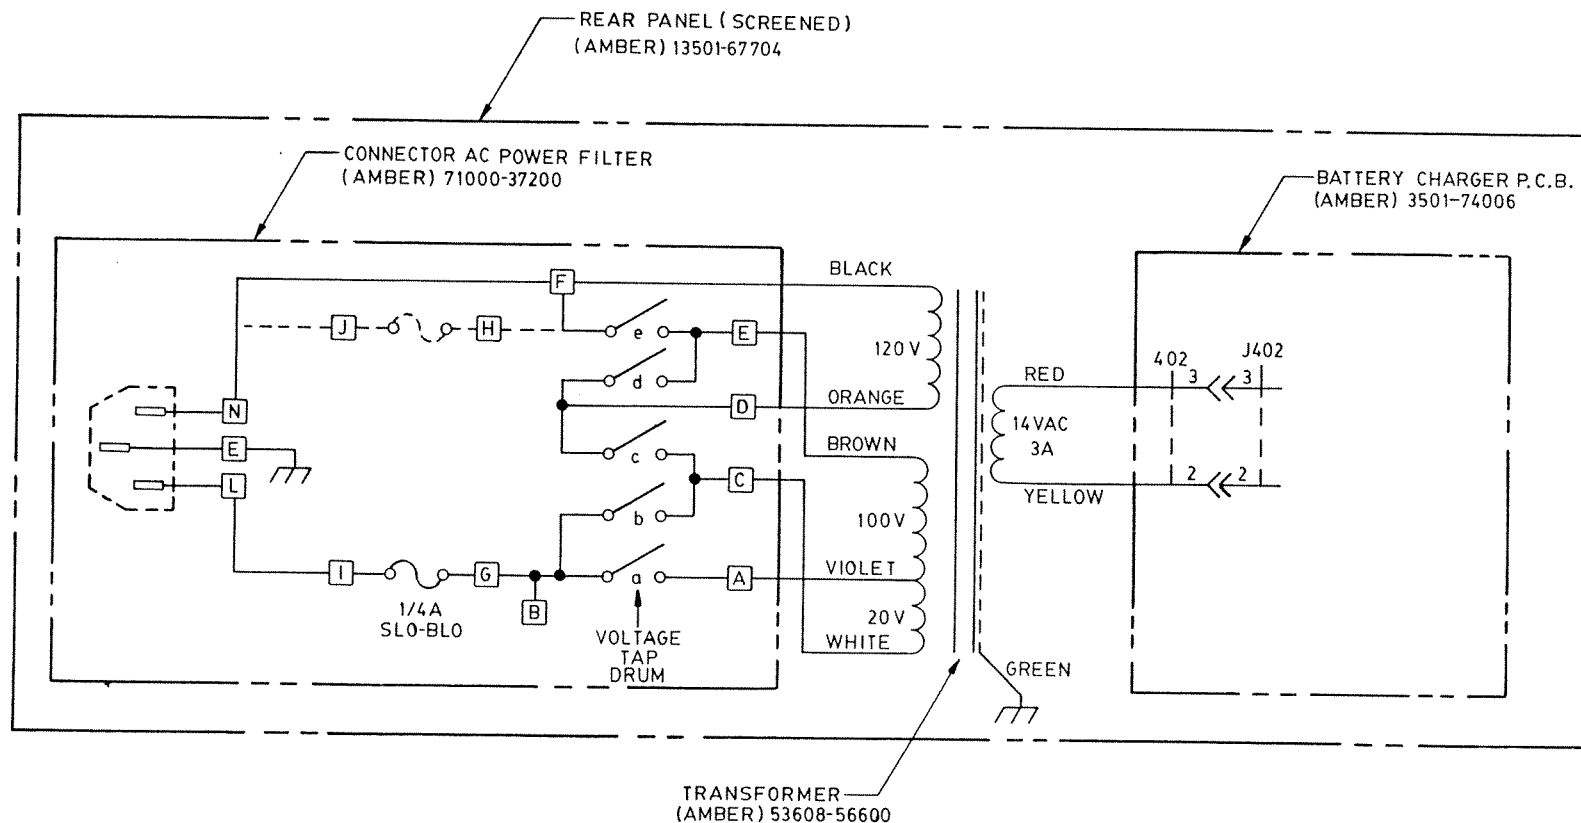 REAR PANEL (SCREENED)
(AMBER) 13501-67704
CONNECTOR AC POWER FILTER
(AMBER) 71000-37200
BATTERY CHARGER P.C.B.
(AMBER) 3501-74006
BLACK
F
J
H
e
E
120 V
d
402
J402
3
3
RED
N
D
ORANGE
14VAC
3A
E
BROWN
c
L
C
2
2
YELLOW
b
100V
I
G
a
A
VIOLET
1/4A
SLO-BLO
B
20V
VOLTAGE
TAP
DRUM
WHITE
GREEN
TRANSFORMER
(AMBER) 53608-56600